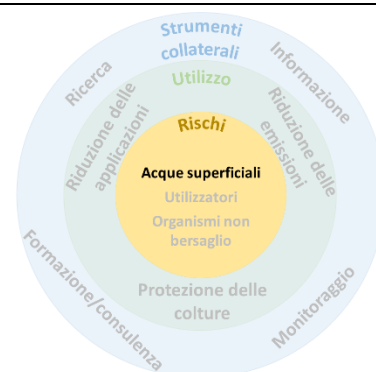 Strumenti
collaterali
Ricerca
Informazione
Utilizzo
Riduzione delle
applicazioni
Riduzione delle
emissioni
Rischi
Acque superficiali
Utilizzatori
Organismi non
bersaglio
Protezione delle
colture
Formazione/consulenza
Monitoraggio